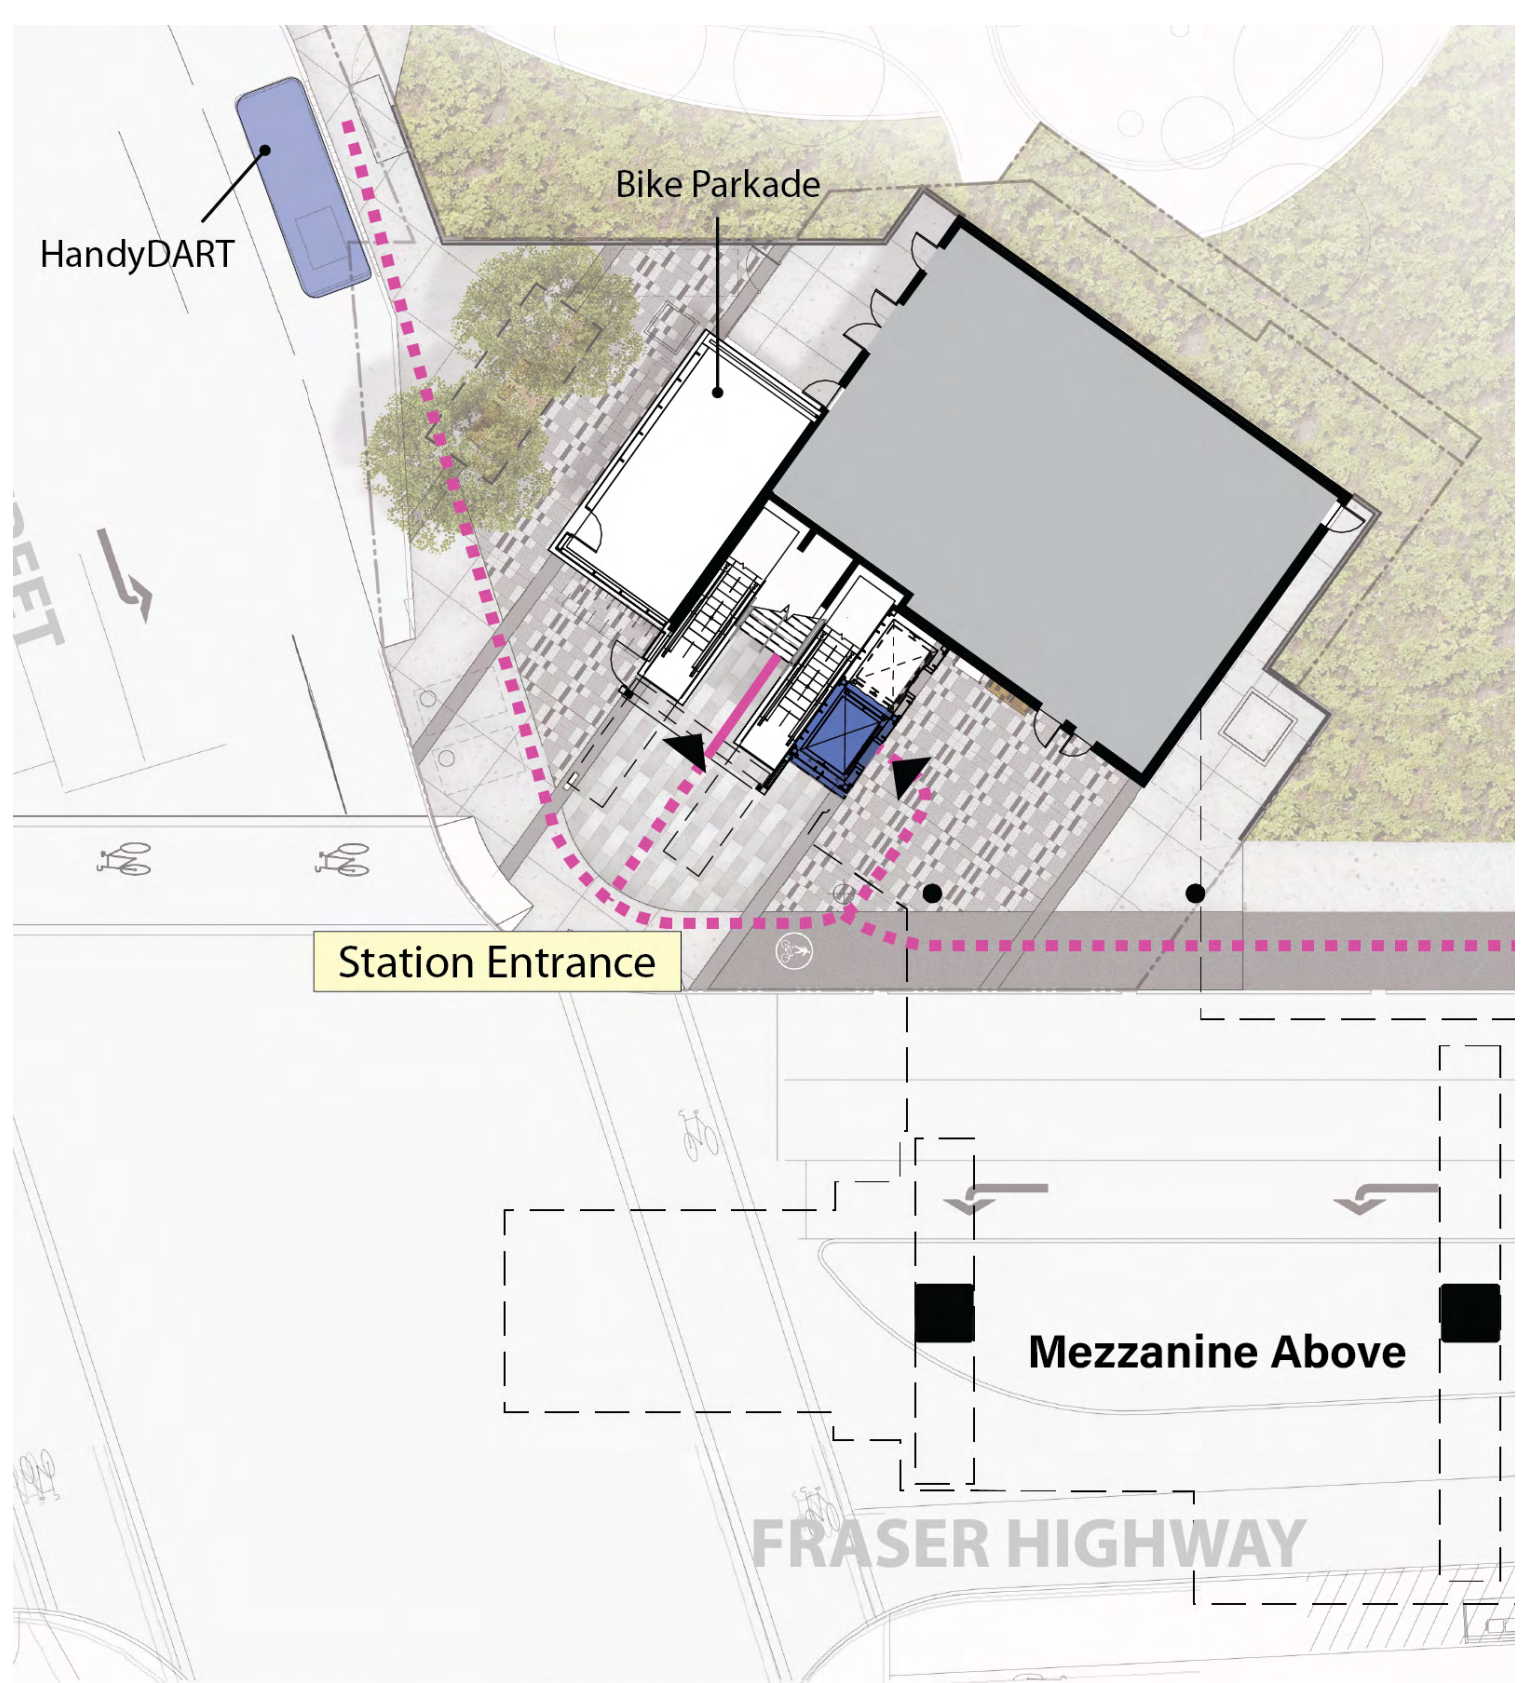 Bike Parkade
HandyDART
Station Entrance
Mezzanine Above
FRASER HIGHWAY